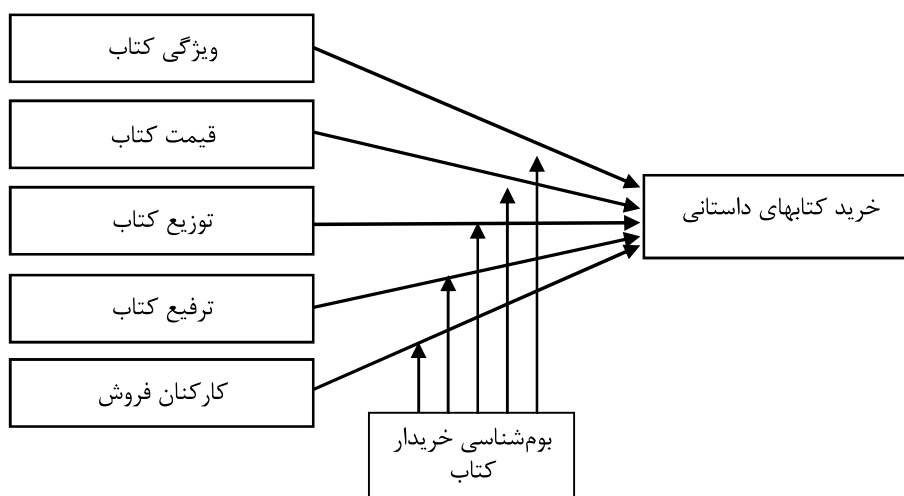 ویژگی کتاب
قیمت کتاب
توزیع کتاب
ترفیع کتاب
کارکنان فروش
خرید کتابهای داستانی
بوم‌شناسی خریدار
کتاب